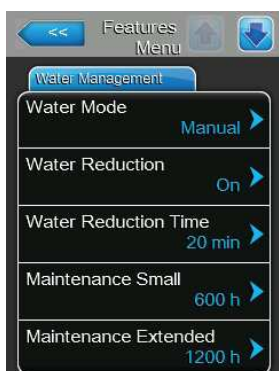 <<
Features
Menu
Water Management
Water Mode
Manual
Water Reduction
On
Water Reduction Time
20 min
Maintenance Small
600 h
Maintenance Extended
1200 h